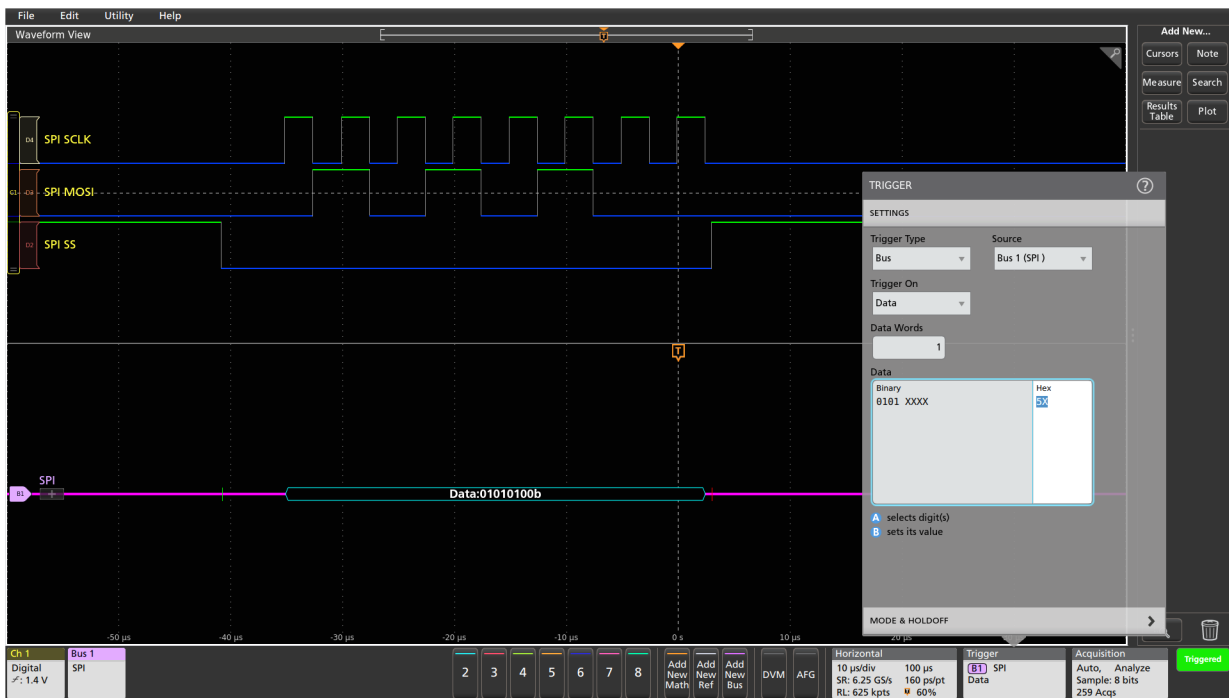 File Edit Utility Help
Waveform View
T
Add New...
Cursors Note
Measure Search
Results Table Plot
D4 SPI SCLK
C1 D3 SPI MOSI
D2 SPI SS
T
SPI
B1 +
Data:01010100b
-50 µs -40 µs -30 µs -20 µs -10 µs 0 s 10 µs 20 µs
TRIGGER ?
SETTINGS
Trigger Type Source
Bus Bus 1 (SPI )
Trigger On
Data
Data Words
1
Data
Binary Hex
0101 XXXX 5X
A selects digit(s)
B sets its value
MODE & HOLDOFF
Ch 1
Digital
: 1.4 V
Bus 1
SPI
2 3 4 5 6 7 8
Add New Math
Add New Ref
Add New Bus
DVM AFG
Horizontal
10 µs/div 100 µs
SR: 6.25 GS/s 160 ps/pt
RL: 625 kpts 60%
Trigger
B1 SPI
Data
Acquisition
Auto, Analyze
Sample: 8 bits
259 Acqs
Triggered